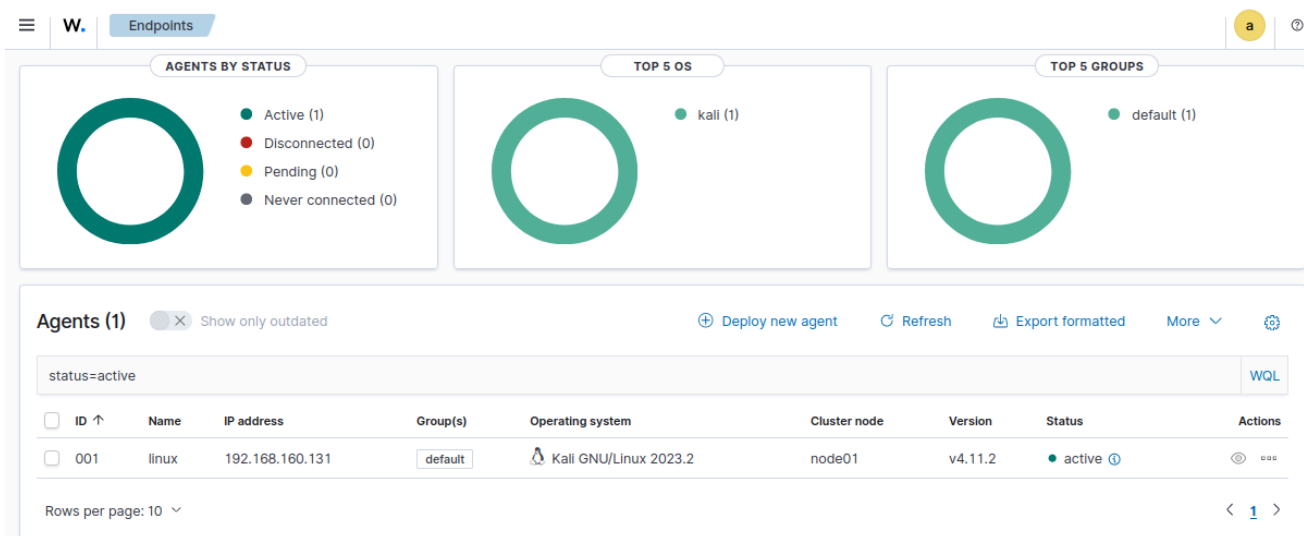 W. Endpoints a
AGENTS BY STATUS
Active (1)
Disconnected (0)
Pending (0)
Never connected (0)
TOP 5 OS
kali (1)
TOP 5 GROUPS
default (1)
Agents (1) Show only outdated Deploy new agent Refresh Export formatted More
status=active WQL
ID ↑ Name IP address Group(s) Operating system Cluster node Version Status Actions
001 linux 192.168.160.131 default Kali GNU/Linux 2023.2 node01 v4.11.2 active
Rows per page: 10 < 1 >